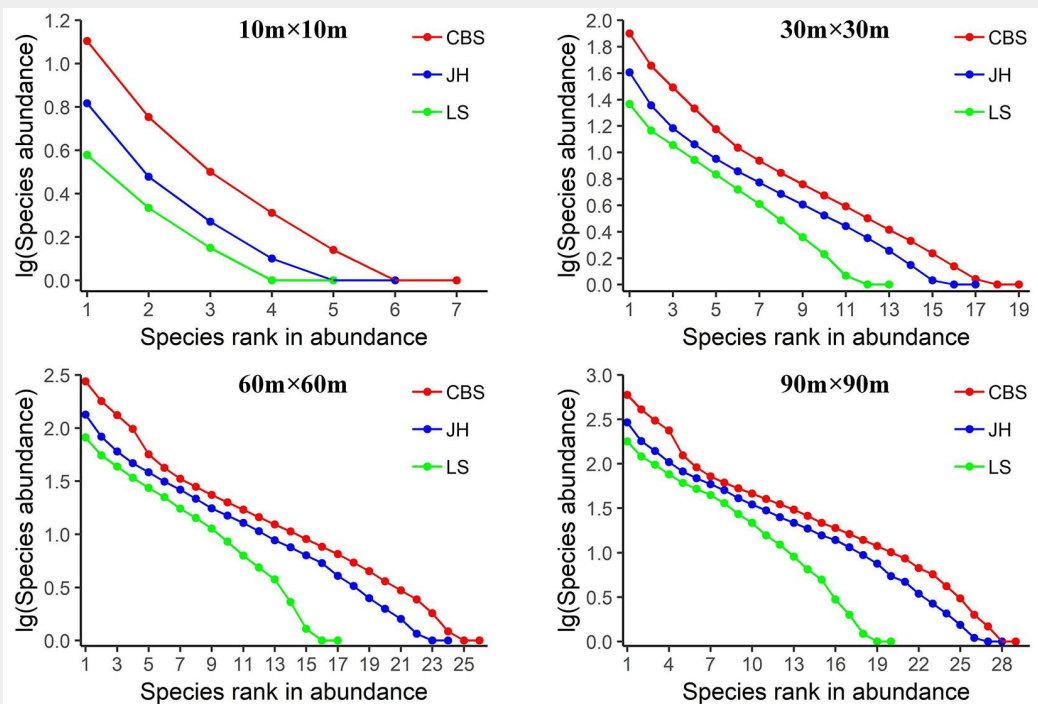 10m×10m
CBS
JH
LS
lg(Species abundance)
1.2
1.0
0.8
0.6
0.4
0.2
0.0
1 2 3 4 5 6 7
Species rank in abundance
30m×30m
CBS
JH
LS
lg(Species abundance)
2.0
1.8
1.6
1.4
1.2
1.0
0.8
0.6
0.4
0.2
0.0
1 3 5 7 9 11 13 15 17 19
Species rank in abundance
60m×60m
CBS
JH
LS
lg(Species abundance)
2.5
2.0
1.5
1.0
0.5
0.0
1 3 5 7 9 11 13 15 17 19 21 23 25
Species rank in abundance
90m×90m
CBS
JH
LS
lg(Species abundance)
3.0
2.5
2.0
1.5
1.0
0.5
0.0
1 4 7 10 13 16 19 22 25 28
Species rank in abundance